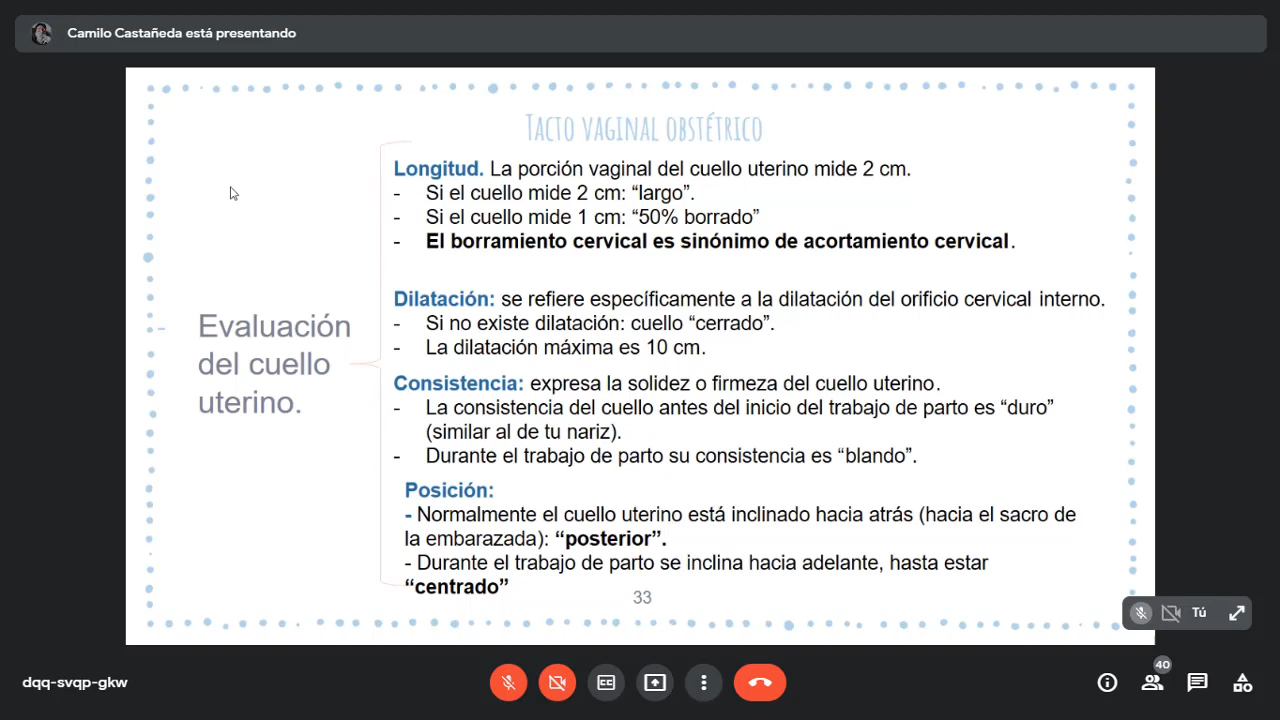 Camilo Castañeda está presentando
Tacto vaginal obstétrico
Longitud. La porción vaginal del cuello uterino mide 2 cm.
- Si el cuello mide 2 cm: “largo”.
- Si el cuello mide 1 cm: “50% borrado”
- El borramiento cervical es sinónimo de acortamiento cervical.
Dilatación: se refiere específicamente a la dilatación del orificio cervical interno.
- Si no existe dilatación: cuello “cerrado”.
- La dilatación máxima es 10 cm.
- Evaluación
del cuello
uterino.
Consistencia: expresa la solidez o firmeza del cuello uterino.
- La consistencia del cuello antes del inicio del trabajo de parto es “duro”
(similar al de tu nariz).
- Durante el trabajo de parto su consistencia es “blando”.
Posición:
- Normalmente el cuello uterino está inclinado hacia atrás (hacia el sacro de
la embarazada): “posterior”.
- Durante el trabajo de parto se inclina hacia adelante, hasta estar
“centrado”
33
Tú
dqq-svqp-gkw
CC
40